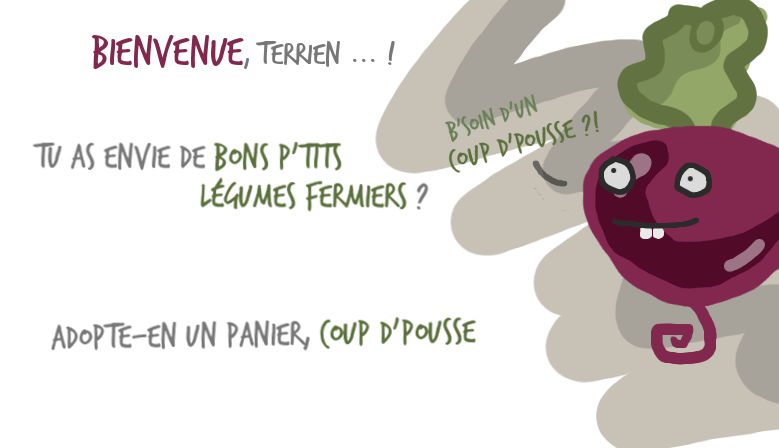 BIENVENUE, TERRIEN ... !
B'SOIN D'UN
COUP D'POUSSE ?!
TU AS ENVIE DE BONS P'TITS
LÉGUMES FERMIERS ?
ADOPTE-EN UN PANIER, COUP D'POUSSE